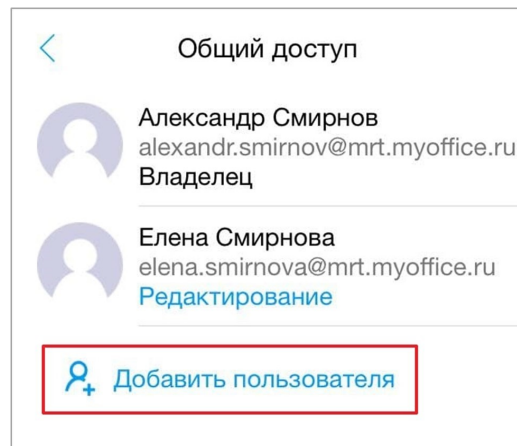 Общий доступ
Александр Смирнов
alexandr.smirnov@mrt.myoffice.ru
Владелец
Елена Смирнова
elena.smirnova@mrt.myoffice.ru
Редактирование
Добавить пользователя